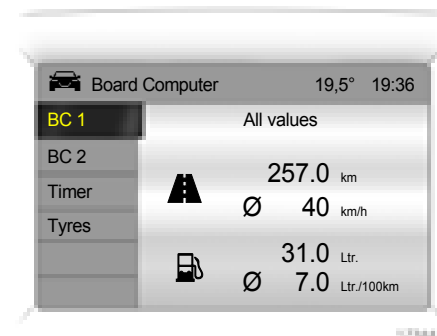 Board Computer 19,5° 19:36
BC 1
All values
BC 2
Timer
Tyres
257.0 km
Ø 40 km/h
31.0 Ltr.
Ø 7.0 Ltr./100km